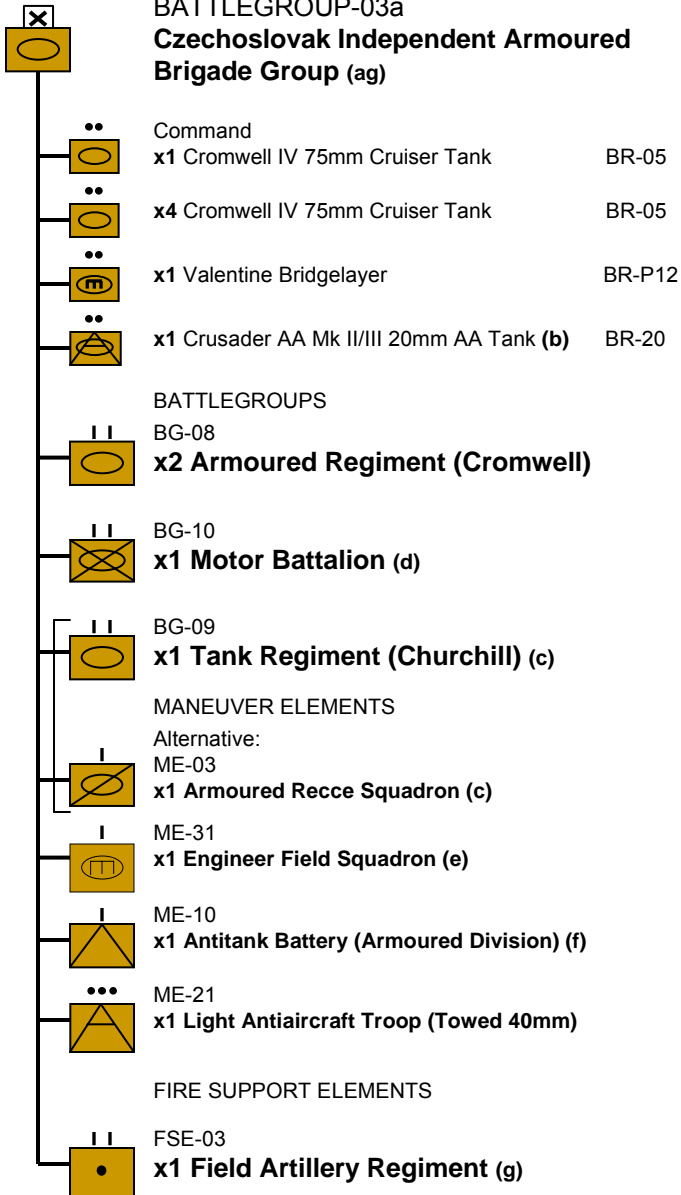 BATTLEGROUP-03a
Czechoslovak Independent Armoured
Brigade Group (ag)
Command
x1 Cromwell IV 75mm Cruiser Tank BR-05
x4 Cromwell IV 75mm Cruiser Tank BR-05
x1 Valentine Bridgelayer BR-P12
x1 Crusader AA Mk II/III 20mm AA Tank (b) BR-20
BATTLEGROUPS
BG-08
x2 Armoured Regiment (Cromwell)
BG-10
x1 Motor Battalion (d)
BG-09
x1 Tank Regiment (Churchill) (c)
MANEUVER ELEMENTS
Alternative:
ME-03
x1 Armoured Recce Squadron (c)
ME-31
x1 Engineer Field Squadron (e)
ME-10
x1 Antitank Battery (Armoured Division) (f)
ME-21
x1 Light Antiaircraft Troop (Towed 40mm)
FIRE SUPPORT ELEMENTS
FSE-03
x1 Field Artillery Regiment (g)